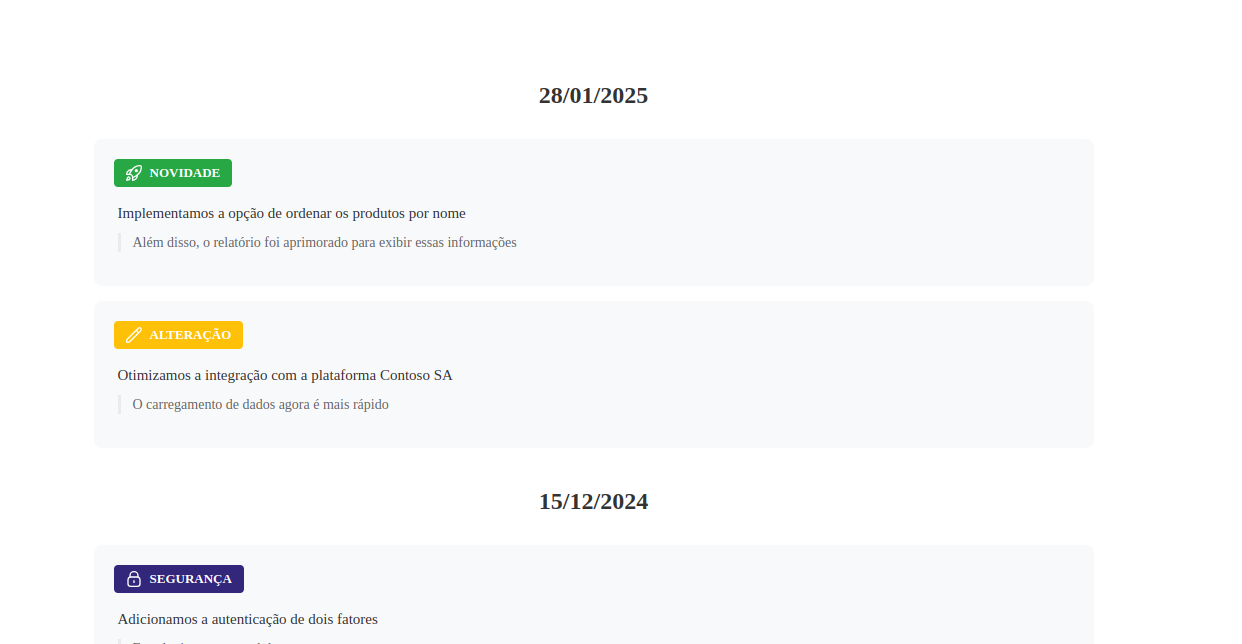 28/01/2025
NOVIDADE
Implementamos a opção de ordenar os produtos por nome
Além disso, o relatório foi aprimorado para exibir essas informações
ALTERAÇÃO
Otimizamos a integração com a plataforma Contoso SA
O carregamento de dados agora é mais rápido
15/12/2024
SEGURANÇA
Adicionamos a autenticação de dois fatores